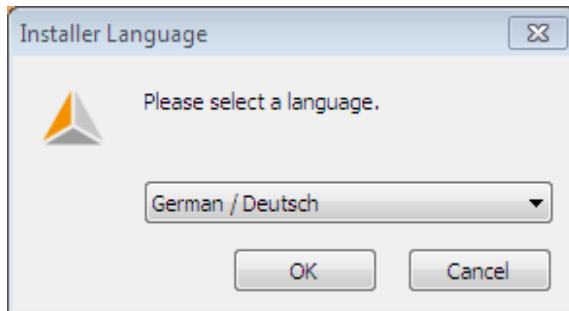 Installer Language
Please select a language.
German / Deutsch
OK Cancel